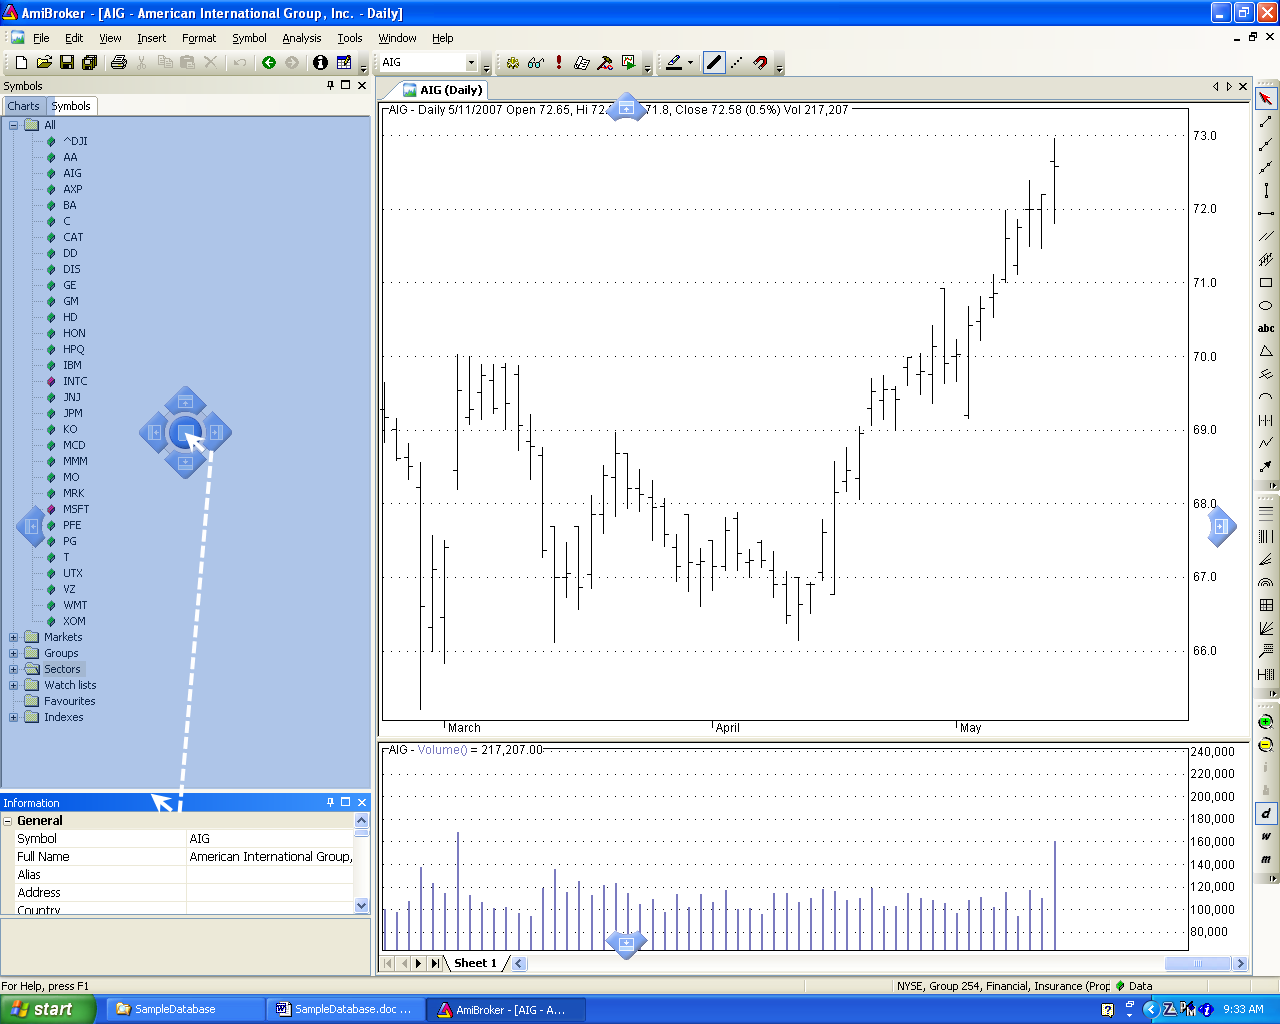 AmiBroker - [AIG - American International Group, Inc. - Daily]
File Edit View Insert Format Symbol Analysis Tools Window Help
AIG
Symbols
Charts Symbols
AIG (Daily)
AIG - Daily 5/11/2007 Open 72.65, Hi 72. 71.8, Close 72.58 (0.5%) Vol 217,207
All
^DJI
AA
AIG
AXP
BA
C
CAT
DD
DIS
GE
GM
HD
HON
HPQ
IBM
INTC
JNJ
JPM
KO
MCD
MMM
MO
MRK
MSFT
PFE
PG
T
UTX
VZ
WMT
XOM
Markets
Groups
Sectors
Watch lists
Favourites
Indexes
73.0
72.0
71.0
70.0
69.0
68.0
67.0
66.0
March April May
abc
AIG - Volume() = 217,207.00
240,000
220,000
200,000
180,000
160,000
140,000
120,000
100,000
80,000
d
w
m
Information
General
Symbol AIG
Full Name American International Group,
Alias
Address
Country
Sheet 1
For Help, press F1
NYSE, Group 254, Financial, Insurance (Prop Data
start SampleDatabase SampleDatabase.doc ... AmiBroker - [AIG - A... 9:33 AM